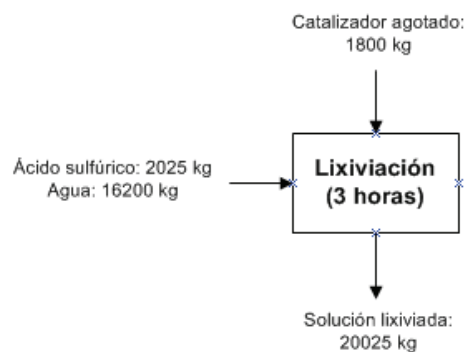 Catalizador agotado:
1800 kg
Ácido sulfúrico: 2025 kg
Agua: 16200 kg
Lixiviación
(3 horas)
Solución lixiviada:
20025 kg